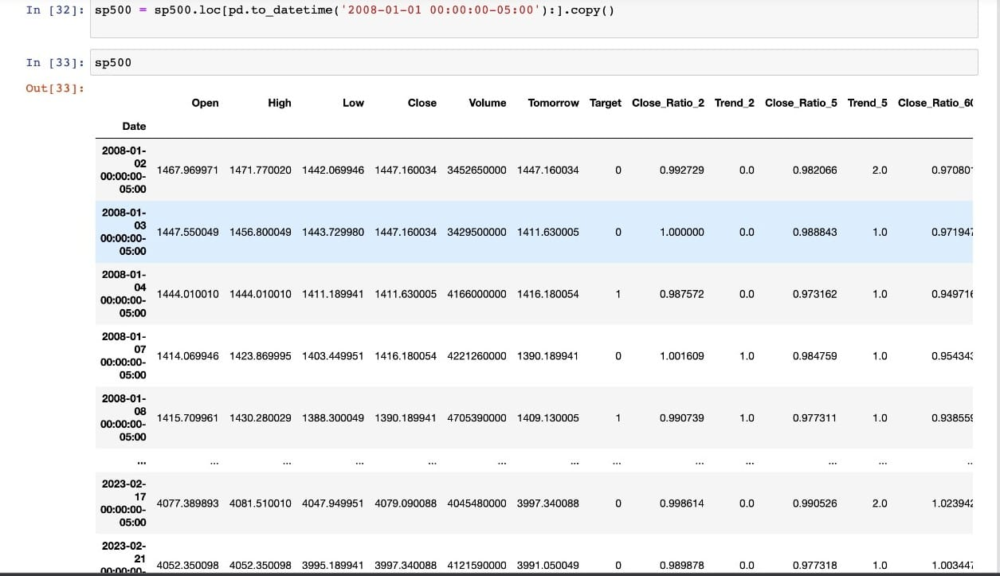 In [32]: sp500 = sp500.loc[pd.to_datetime('2008-01-01 00:00:00-05:00'):].copy()
In [33]: sp500
Out[33]:
Open High Low Close Volume Tomorrow Target Close_Ratio_2 Trend_2 Close_Ratio_5 Trend_5 Close_Ratio_6
Date
2008-01-
02
00:00:00-
05:00
1467.969971 1471.770020 1442.069946 1447.160034 3452650000 1447.160034 0 0.992729 0.0 0.982066 2.0 0.97080
2008-01-
03
00:00:00-
05:00
1447.550049 1456.800049 1443.729980 1447.160034 3429500000 1411.630005 0 1.000000 0.0 0.988843 1.0 0.97194
2008-01-
04
00:00:00-
05:00
1444.010010 1444.010010 1411.189941 1411.630005 4166000000 1416.180054 1 0.987572 0.0 0.973162 1.0 0.94971
2008-01-
07
00:00:00-
05:00
1414.069946 1423.869995 1403.449951 1416.180054 4221260000 1390.189941 0 1.001609 1.0 0.984759 1.0 0.95434
2008-01-
08
00:00:00-
05:00
1415.709961 1430.280029 1388.300049 1390.189941 4705390000 1409.130005 1 0.990739 1.0 0.977311 1.0 0.93855
... ... ... ... ... ... ... ... ... ... ... ... ..
2023-02-
17
00:00:00-
05:00
4077.389893 4081.510010 4047.949951 4079.090088 4045480000 3997.340088 0 0.998614 0.0 0.990526 2.0 1.02394
2023-02-
21
00:00:00-
4052.350098 4052.350098 3995.189941 3997.340088 4121590000 3991.050049 0 0.989878 0.0 0.977318 1.0 1.00344